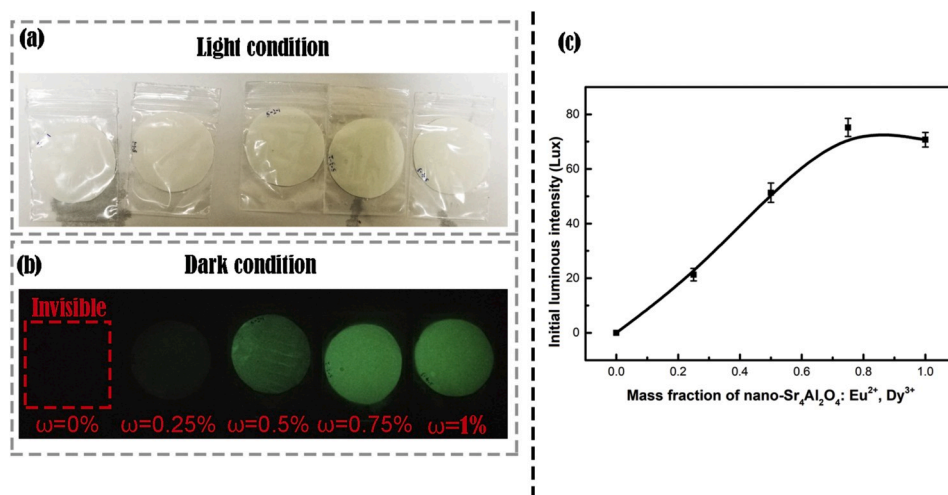 (a)
Light condition
(b)
Dark condition
Invisible
ω=0%
ω=0.25%
ω=0.5%
ω=0.75%
ω=1%
(c)
80
60
40
20
0
Initial luminous intensity (Lux)
0.0 0.2 0.4 0.6 0.8 1.0
Mass fraction of nano-Sr₄Al₂O₄: Eu²⁺, Dy³⁺